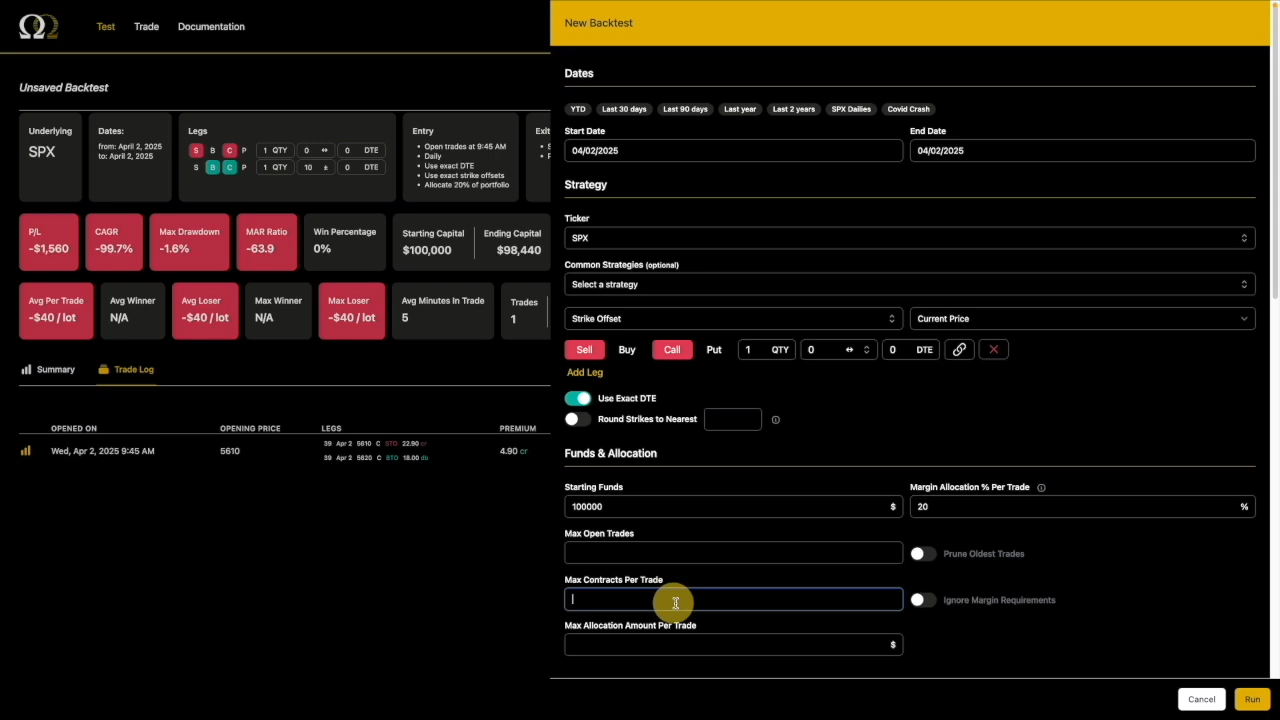 Test Trade Documentation
Unsaved Backtest
Underlying
SPX
Dates:
from: April 2, 2025
to: April 2, 2025
Legs
S B C P 1 QTY 0 ↔ 0 DTE
S B C P 1 QTY 10 ± 0 DTE
Entry
• Open trades at 9:45 AM
• Daily
• Use exact DTE
• Use exact strike offsets
• Allocate 20% of portfolio
P/L
-$1,560
CAGR
-99.7%
Max Drawdown
-1.6%
MAR Ratio
-63.9
Win Percentage
0%
Starting Capital
$100,000
Ending Capital
$98,440
Avg Per Trade
-$40 / lot
Avg Winner
N/A
Avg Loser
-$40 / lot
Max Winner
N/A
Max Loser
-$40 / lot
Avg Minutes In Trade
5
Trades
1
Summary Trade Log
OPENED ON OPENING PRICE LEGS PREMIUM
Wed, Apr 2, 2025 9:45 AM 5610 4.90 cr
39 Apr 2 5610 C STO 22.90 cr
39 Apr 2 5620 C BTO 18.00 db
New Backtest
Dates
YTD Last 30 days Last 90 days Last year Last 2 years SPX Dailies Covid Crash
Start Date End Date
04/02/2025 04/02/2025
Strategy
Ticker
SPX
Common Strategies (optional)
Select a strategy
Strike Offset Current Price
Sell Buy Call Put 1 QTY 0 ↔ 0 DTE
Add Leg
Use Exact DTE
Round Strikes to Nearest
Funds & Allocation
Starting Funds Margin Allocation % Per Trade
100000 $ 20 %
Max Open Trades
Prune Oldest Trades
Max Contracts Per Trade
Ignore Margin Requirements
Max Allocation Amount Per Trade
$
Cancel Run